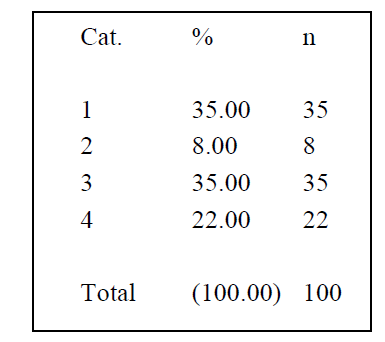 Cat. % n
1 35.00 35
2 8.00 8
3 35.00 35
4 22.00 22
Total (100.00) 100